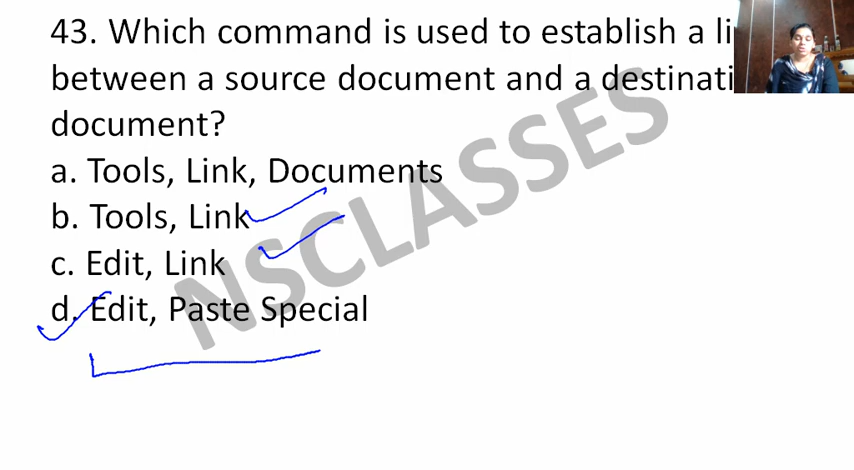 43. Which command is used to establish a li
between a source document and a destinati
document?
a. Tools, Link, Documents
b. Tools, Link
c. Edit, Link
d. Edit, Paste Special
NSCLASSES